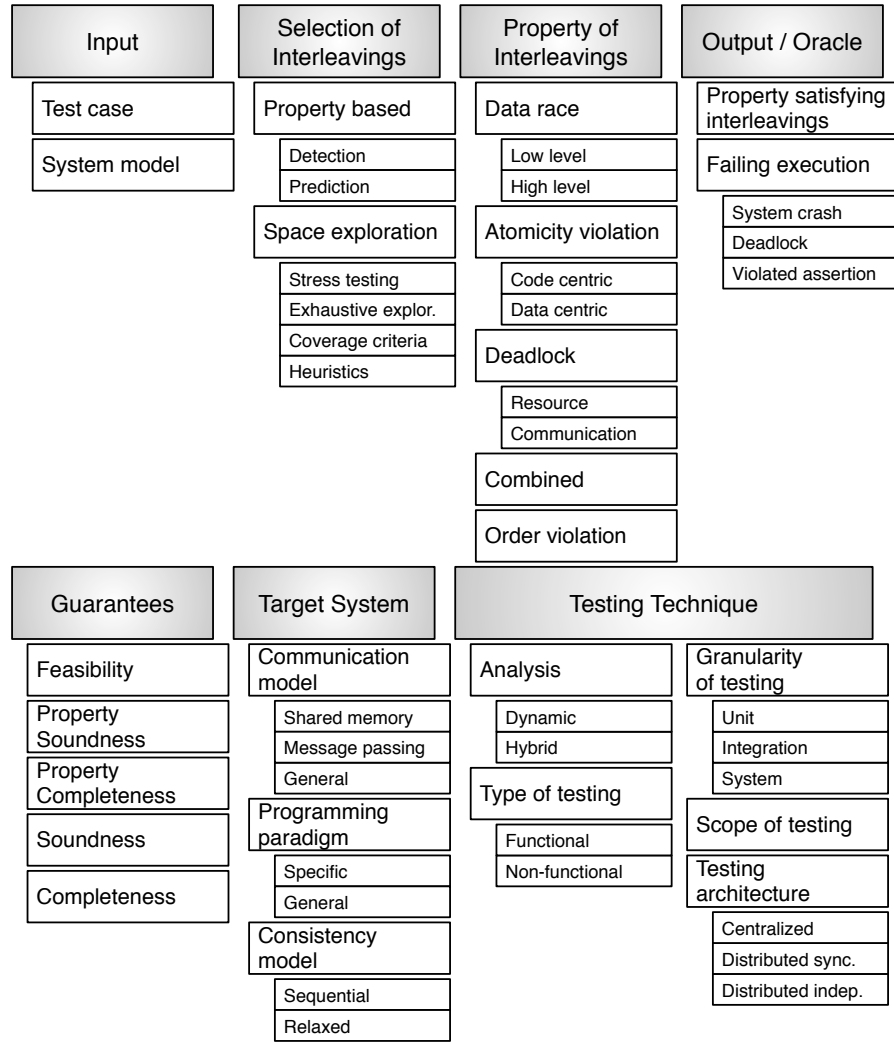 Input
Test case
System model
Selection of
Interleavings
Property based
Detection
Prediction
Space exploration
Stress testing
Exhaustive explor.
Coverage criteria
Heuristics
Property of
Interleavings
Data race
Low level
High level
Atomicity violation
Code centric
Data centric
Deadlock
Resource
Communication
Combined
Order violation
Output / Oracle
Property satisfying
interleavings
Failing execution
System crash
Deadlock
Violated assertion
Guarantees
Feasibility
Property
Soundness
Property
Completeness
Soundness
Completeness
Target System
Communication
model
Shared memory
Message passing
General
Programming
paradigm
Specific
General
Consistency
model
Sequential
Relaxed
Testing Technique
Analysis
Dynamic
Hybrid
Type of testing
Functional
Non-functional
Granularity
of testing
Unit
Integration
System
Scope of testing
Testing
architecture
Centralized
Distributed sync.
Distributed indep.